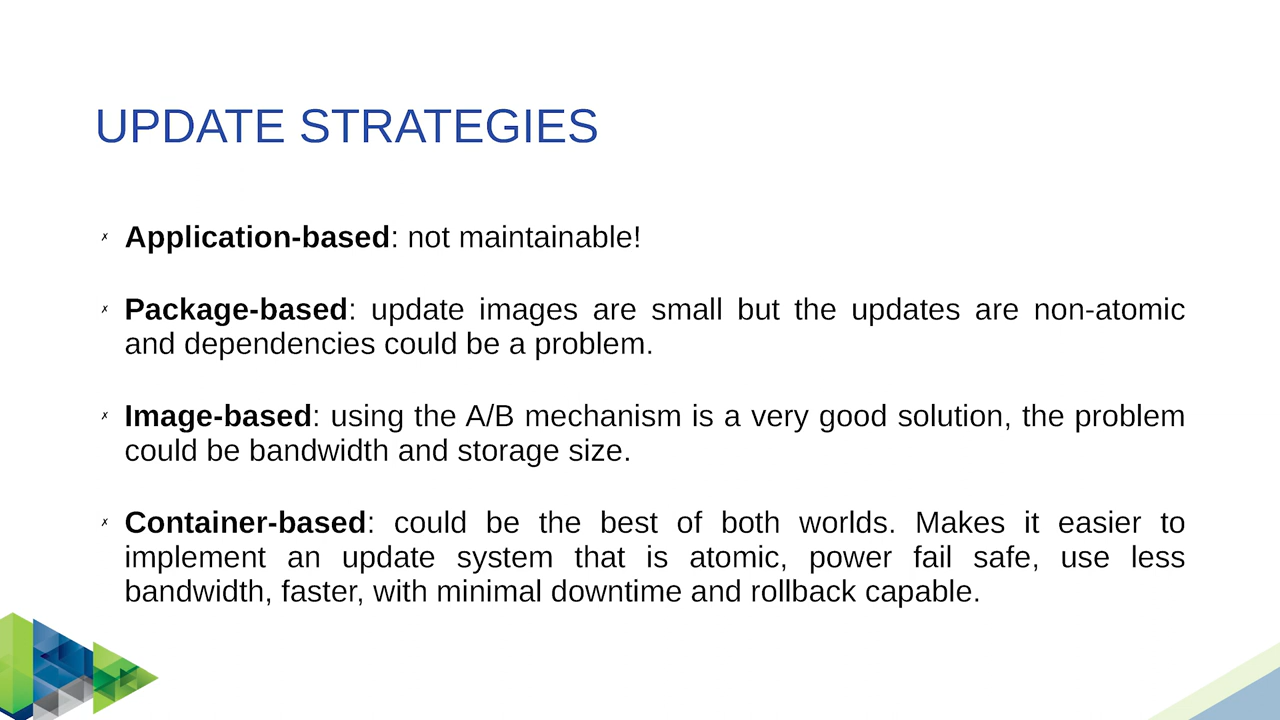 UPDATE STRATEGIES
✗ Application-based: not maintainable!
✗ Package-based: update images are small but the updates are non-atomic
and dependencies could be a problem.
✗ Image-based: using the A/B mechanism is a very good solution, the problem
could be bandwidth and storage size.
✗ Container-based: could be the best of both worlds. Makes it easier to
implement an update system that is atomic, power fail safe, use less
bandwidth, faster, with minimal downtime and rollback capable.